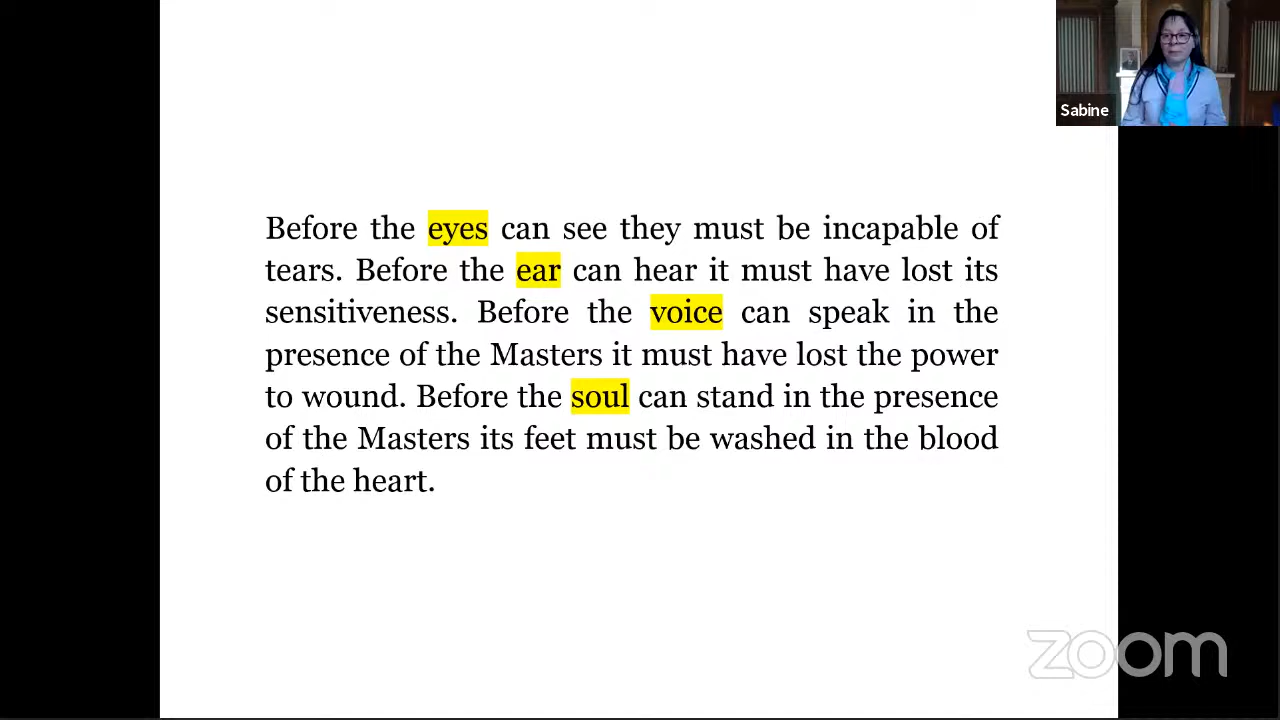 Sabine
Before the eyes can see they must be incapable of
tears. Before the ear can hear it must have lost its
sensitiveness. Before the voice can speak in the
presence of the Masters it must have lost the power
to wound. Before the soul can stand in the presence
of the Masters its feet must be washed in the blood
of the heart.
zoom